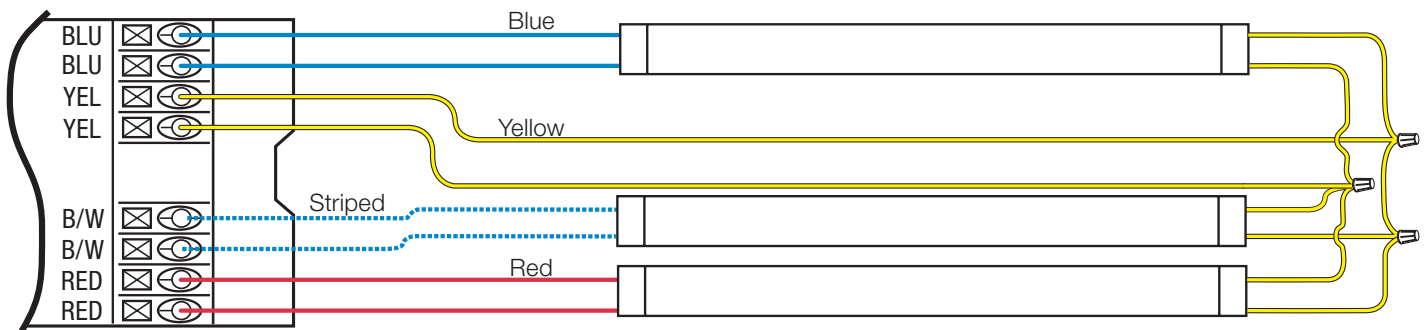 BLU
Blue
BLU
YEL
YEL
Yellow
B/W
Striped
B/W
RED
Red
RED